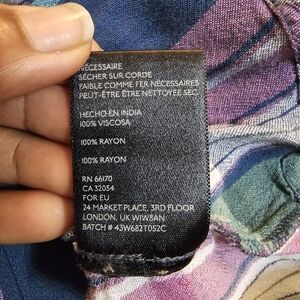 NÉCESSAIRE
SÉCHER SUR CORDE
FAIBLE COMME FER NÉCESSAIRES
PEUT-ÊTRE ÊTRE NETTOYÉE SEC
HECHO EN INDIA
100% VISCOSA
100% RAYON
100% RAYON
RN 66170
CA 32054
FOR EU
24 MARKET PLACE, 3RD FLOOR
LONDON, UK W1W8AN
BATCH # 43W682T052C